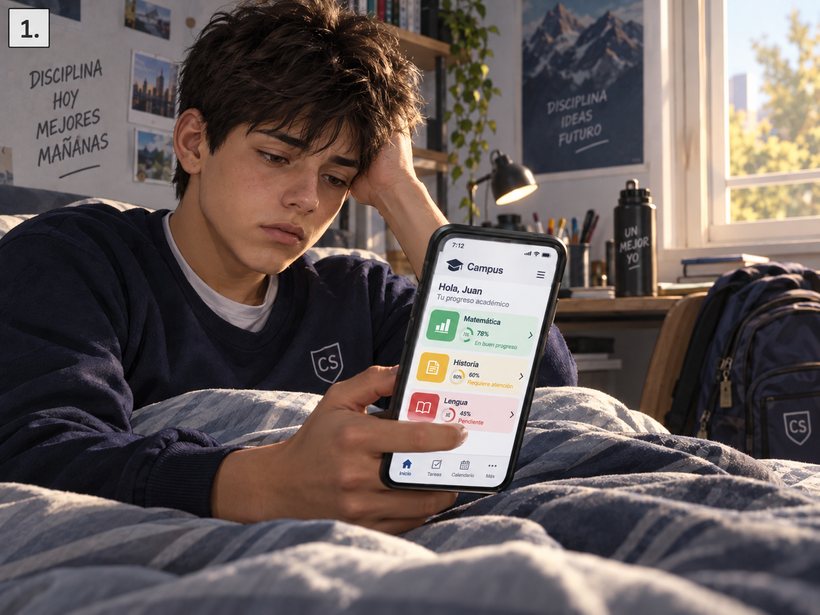 1.
DISCIPLINA
HOY
MEJORES
MAÑANAS
DISCIPLINA
IDEAS
FUTURO
UN
MEJOR
YO
CS
CS
7:12
Campus
Hola, Juan
Tu progreso académico
Matemática
78%
En buen progreso
Historia
60%
60%
Requiere atención
Lengua
45%
Pendiente
Inicio
Tareas
Calendario
Más